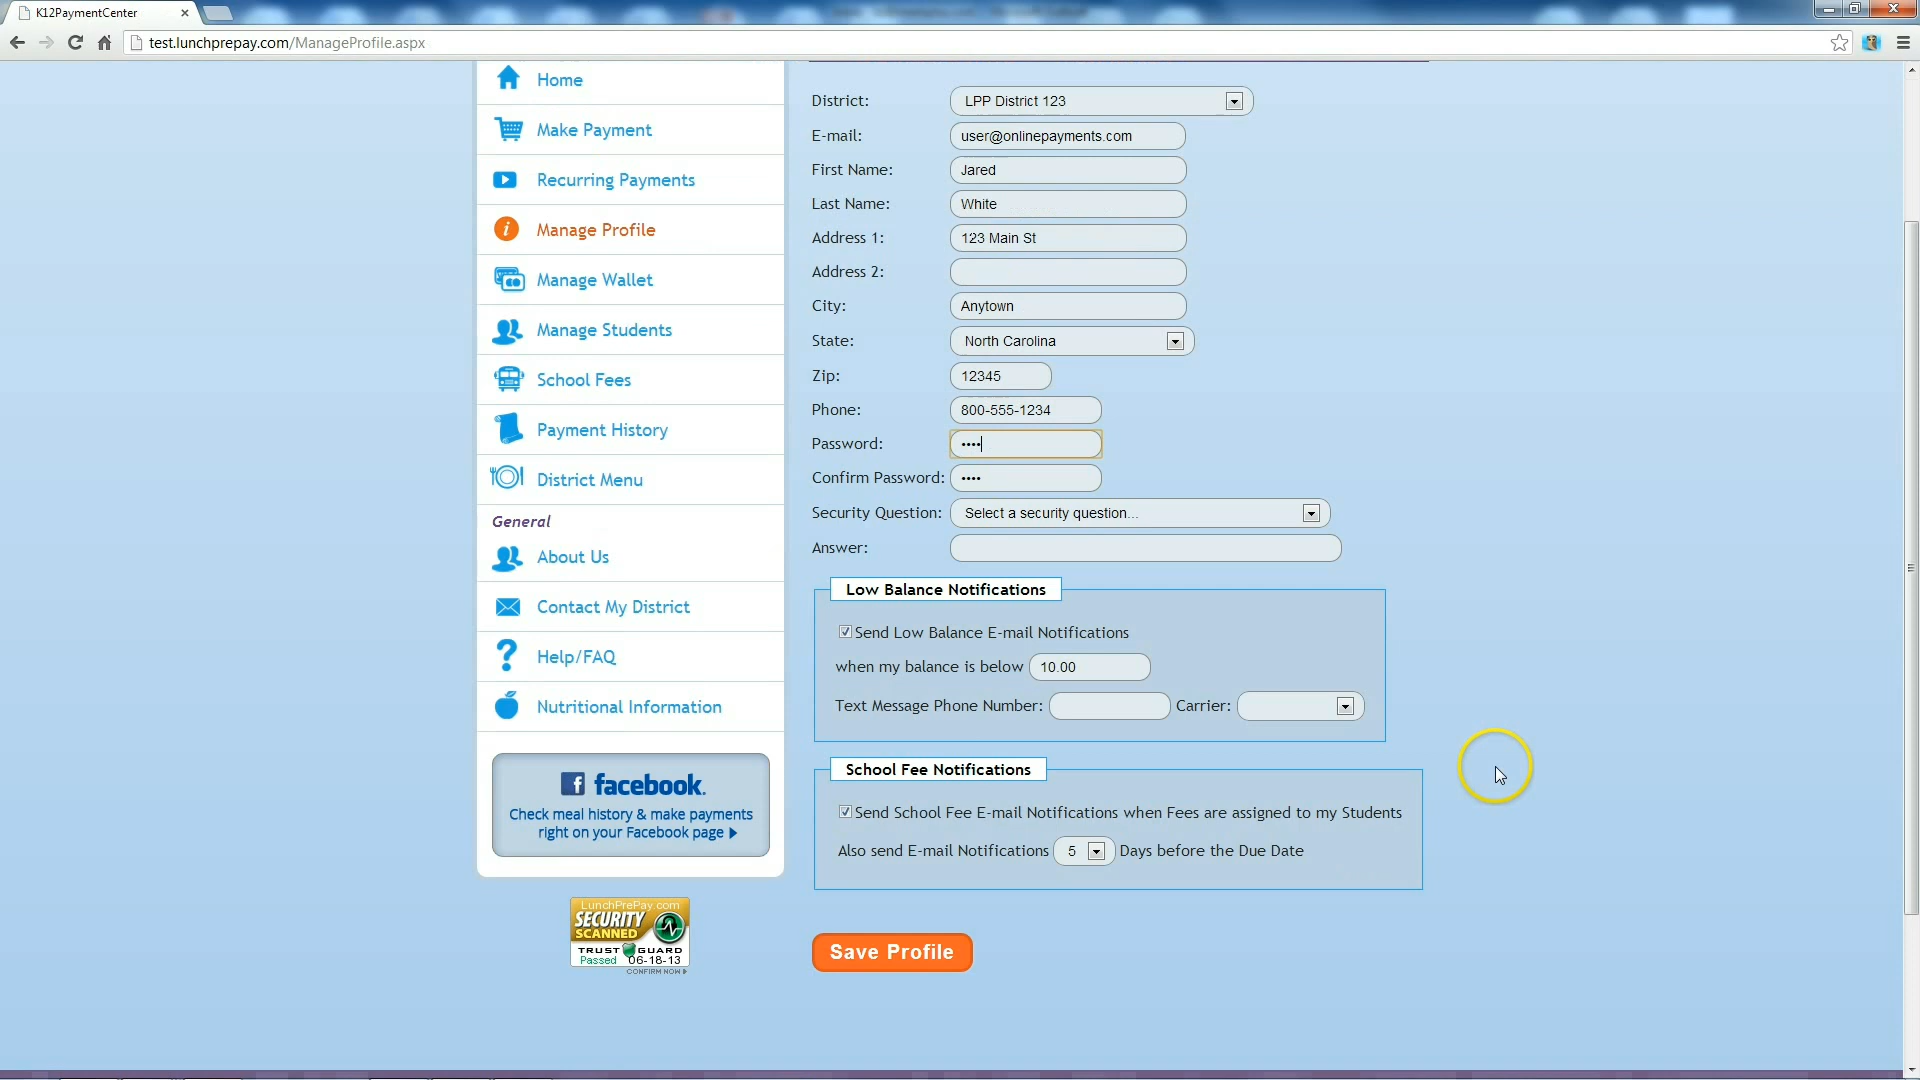 K12PaymentCenter
test.lunchprepay.com/ManageProfile.aspx
Home
Make Payment
Recurring Payments
Manage Profile
Manage Wallet
Manage Students
School Fees
Payment History
District Menu
General
About Us
Contact My District
Help/FAQ
Nutritional Information
facebook.
Check meal history & make payments
right on your Facebook page
LunchPrePay.com
SECURITY
SCANNED
TRUST GUARD
Passed 06-18-13
CONFIRM NOW
District: LPP District 123
E-mail: user@onlinepayments.com
First Name: Jared
Last Name: White
Address 1: 123 Main St
Address 2:
City: Anytown
State: North Carolina
Zip: 12345
Phone: 800-555-1234
Password: ••••
Confirm Password: ••••
Security Question: Select a security question...
Answer:
Low Balance Notifications
Send Low Balance E-mail Notifications
when my balance is below 10.00
Text Message Phone Number: Carrier:
School Fee Notifications
Send School Fee E-mail Notifications when Fees are assigned to my Students
Also send E-mail Notifications 5 Days before the Due Date
Save Profile